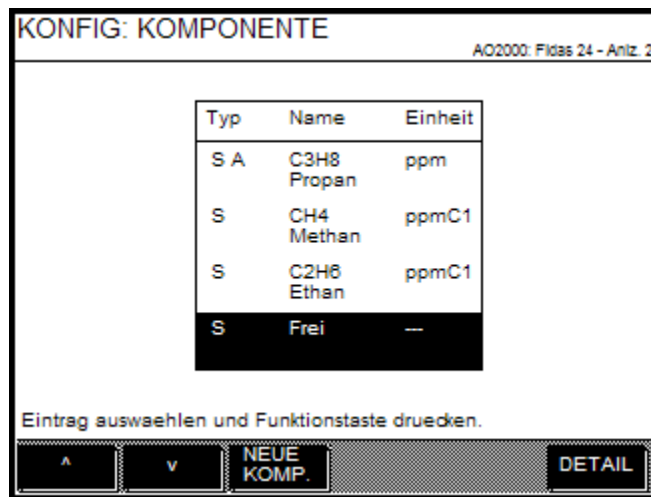 KONFIG: KOMPONENTE
AO2000: Fidas 24 - Anlz. 2
Typ Name Einheit
S A C3H8 ppm
Propan
S CH4 ppmC1
Methan
S C2H6 ppmC1
Ethan
S Frei ---
Eintrag auswaehlen und Funktionstaste druecken.
^ v NEUE KOMP. DETAIL